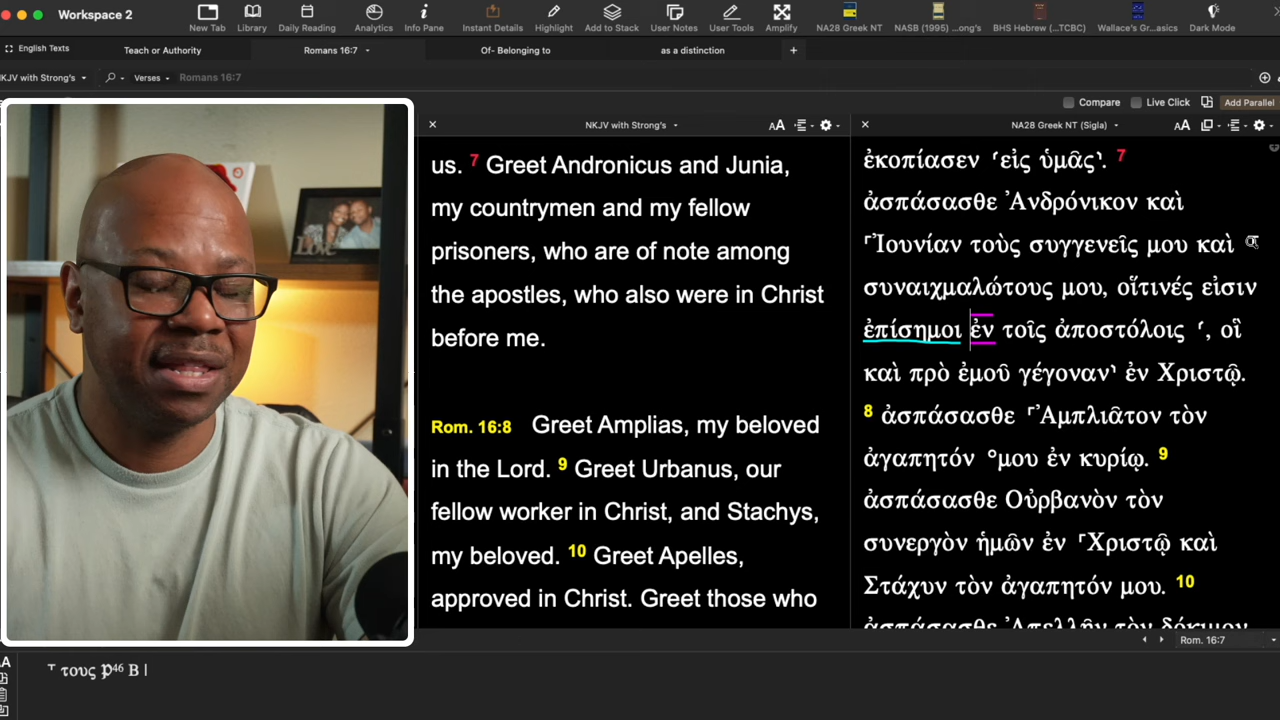 Workspace 2
New Tab
Library
Daily Reading
Analytics
Info Pane
Instant Details
Highlight
Add to Stack
User Notes
User Tools
Amplify
NA28 Greek NT
NASB (1995) ...ong's
BHS Hebrew (...TCBC)
Wallace's Gr...asics
Dark Mode
English Texts
Teach or Authority
Romans 16:7
Of- Belonging to
as a distinction
+
NKJV with Strong's
Verses
Romans 16:7
Compare
Live Click
Add Parallel
NKJV with Strong's
us. 7 Greet Andronicus and Junia,
my countrymen and my fellow
prisoners, who are of note among
the apostles, who also were in Christ
before me.
Rom. 16:8 Greet Amplias, my beloved
in the Lord. 9 Greet Urbanus, our
fellow worker in Christ, and Stachys,
my beloved. 10 Greet Apelles,
approved in Christ. Greet those who
NA28 Greek NT (Sigla)
ἐκοπίασεν ⸂εἰς ὑμᾶς⸃. 7
ἀσπάσασθε Ἀνδρόνικον καὶ
⸀Ἰουνίαν τοὺς συγγενεῖς μου καὶ
συναιχμαλώτους μου, οἵτινές εἰσιν
ἐπίσημοι ἐν τοῖς ἀποστόλοις ⸂, οἳ
καὶ πρὸ ἐμοῦ γέγοναν⸃ ἐν Χριστῷ.
8 ἀσπάσασθε ⸀Ἀμπλιᾶτον τὸν
ἀγαπητόν °μου ἐν κυρίῳ. 9
ἀσπάσασθε Οὐρβανὸν τὸν
συνεργὸν ἡμῶν ἐν ⸀Χριστῷ καὶ
Στάχυν τὸν ἀγαπητόν μου. 10
ἀσπάσασθε Ἀπελλῆν τὸν δόκιμον
Rom. 16:7
⸆ τους 𝔓46 B |
LOVE